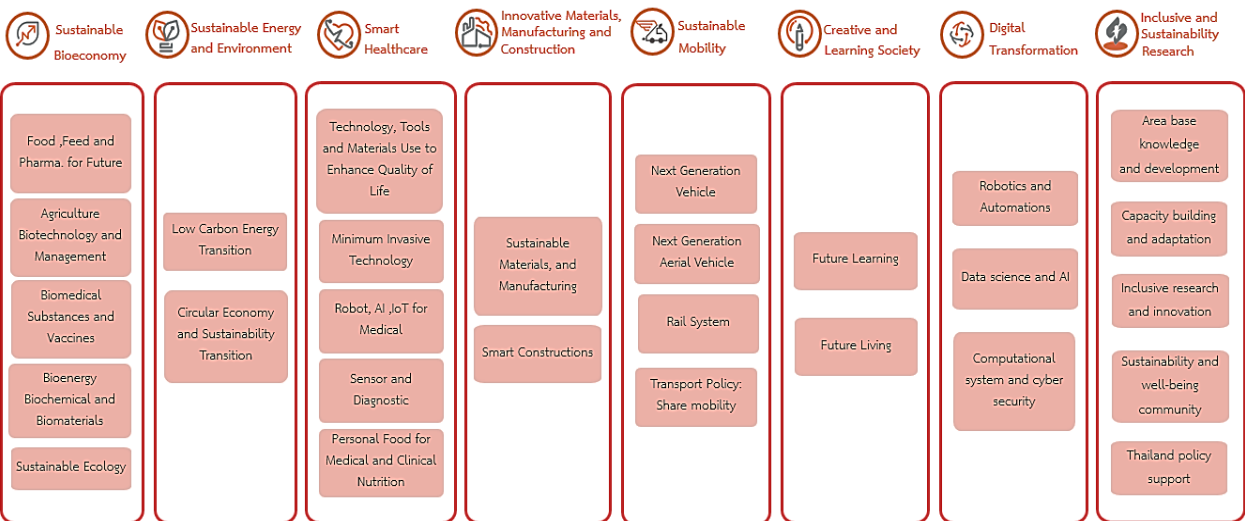 Sustainable
Bioeconomy
Food ,Feed and
Pharma. for Future
Agriculture
Biotechnology and
Management
Biomedical
Substances and
Vaccines
Bioenergy
Biochemical and
Biomaterials
Sustainable Ecology
Sustainable Energy
and Environment
Low Carbon Energy
Transition
Circular Economy
and Sustainability
Transition
Smart
Healthcare
Technology, Tools
and Materials Use to
Enhance Quality of
Life
Minimum Invasive
Technology
Robot, AI ,IoT for
Medical
Sensor and
Diagnostic
Personal Food for
Medical and Clinical
Nutrition
Innovative Materials,
Manufacturing and
Construction
Sustainable
Materials, and
Manufacturing
Smart Constructions
Sustainable
Mobility
Next Generation
Vehicle
Next Generation
Aerial Vehicle
Rail System
Transport Policy:
Share mobility
Creative and
Learning Society
Future Learning
Future Living
Digital
Transformation
Robotics and
Automations
Data science and AI
Computational
system and cyber
security
Inclusive and
Sustainability
Research
Area base
knowledge
and development
Capacity building
and adaptation
Inclusive research
and innovation
Sustainability and
well-being
community
Thailand policy
support